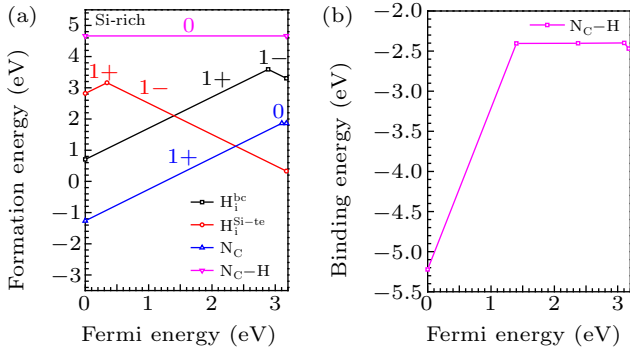 (a)
Si-rich
0
1+
1−
1+
1−
0
1+
H_i^bc
H_i^Si−te
N_C
N_C−H
5
4
3
2
1
0
−1
−2
−3
0
1
2
3
Formation energy (eV)
Fermi energy (eV)
(b)
N_C−H
−2.0
−2.5
−3.0
−3.5
−4.0
−4.5
−5.0
−5.5
0
1
2
3
Binding energy (eV)
Fermi energy (eV)